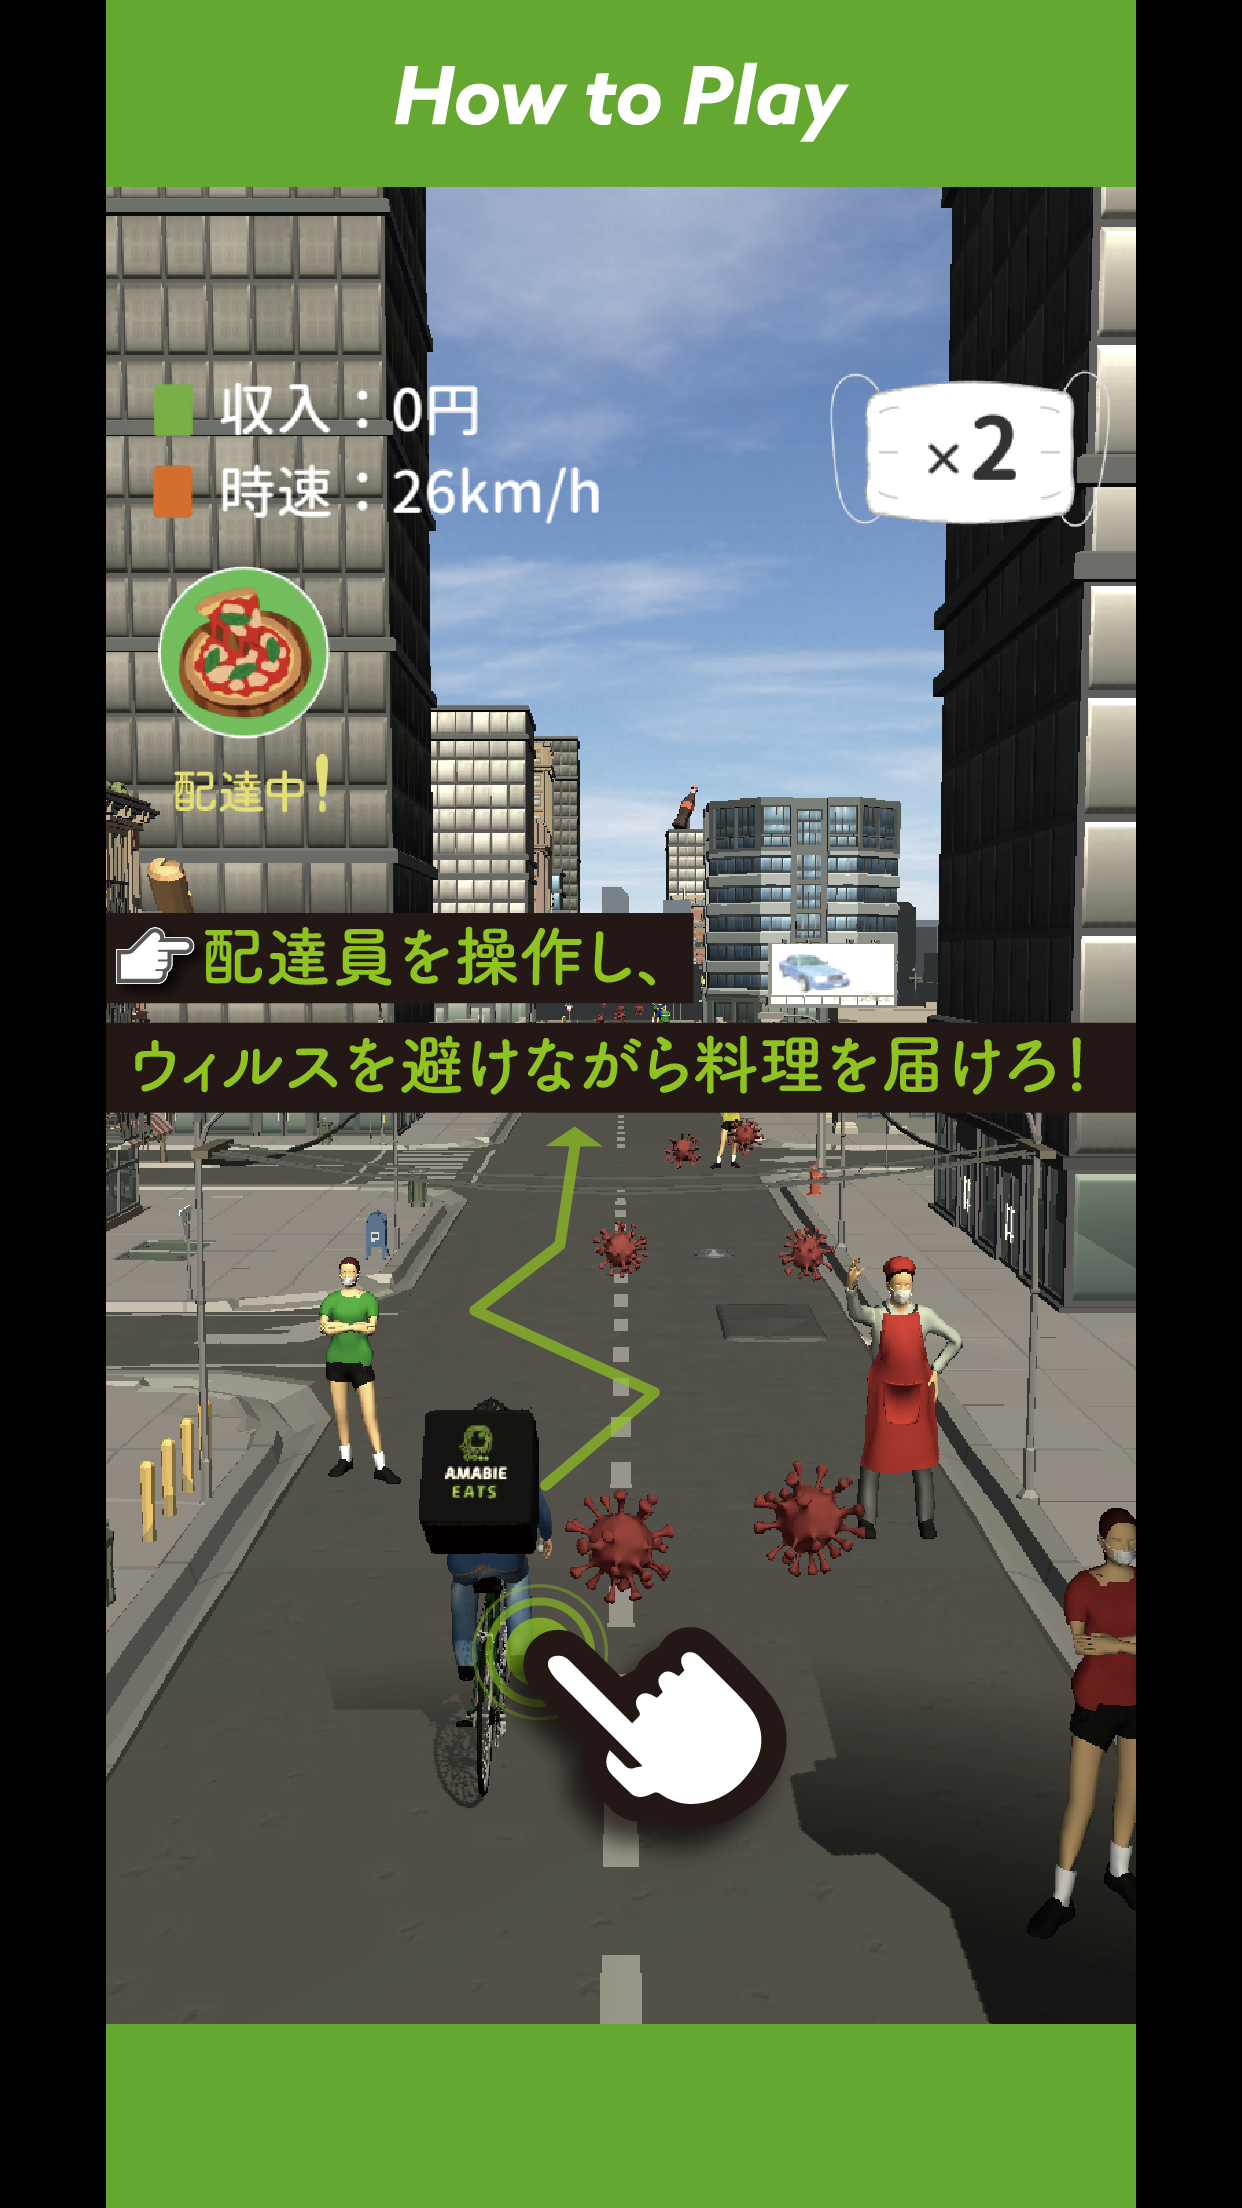 How to Play
収入：0円
時速：26km/h
×2
配達中！
配達員を操作し、
ウィルスを避けながら料理を届けろ！
AMABIE
EATS